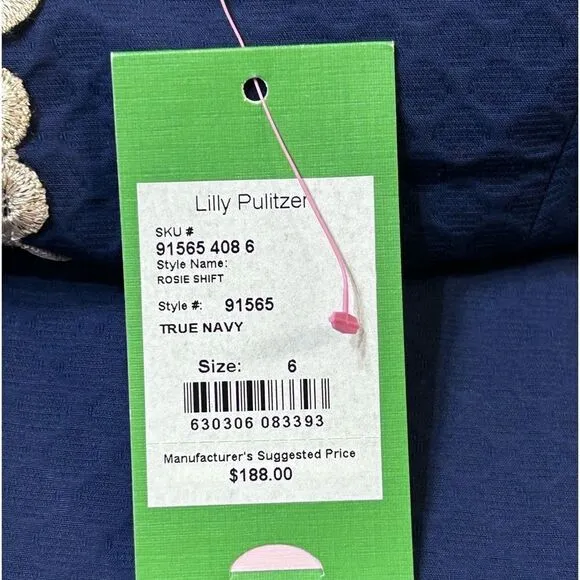 Lilly Pulitzer
SKU #
91565 408 6
Style Name:
ROSIE SHIFT
Style #: 91565
TRUE NAVY
Size: 6
630306 083393
Manufacturer's Suggested Price
$188.00